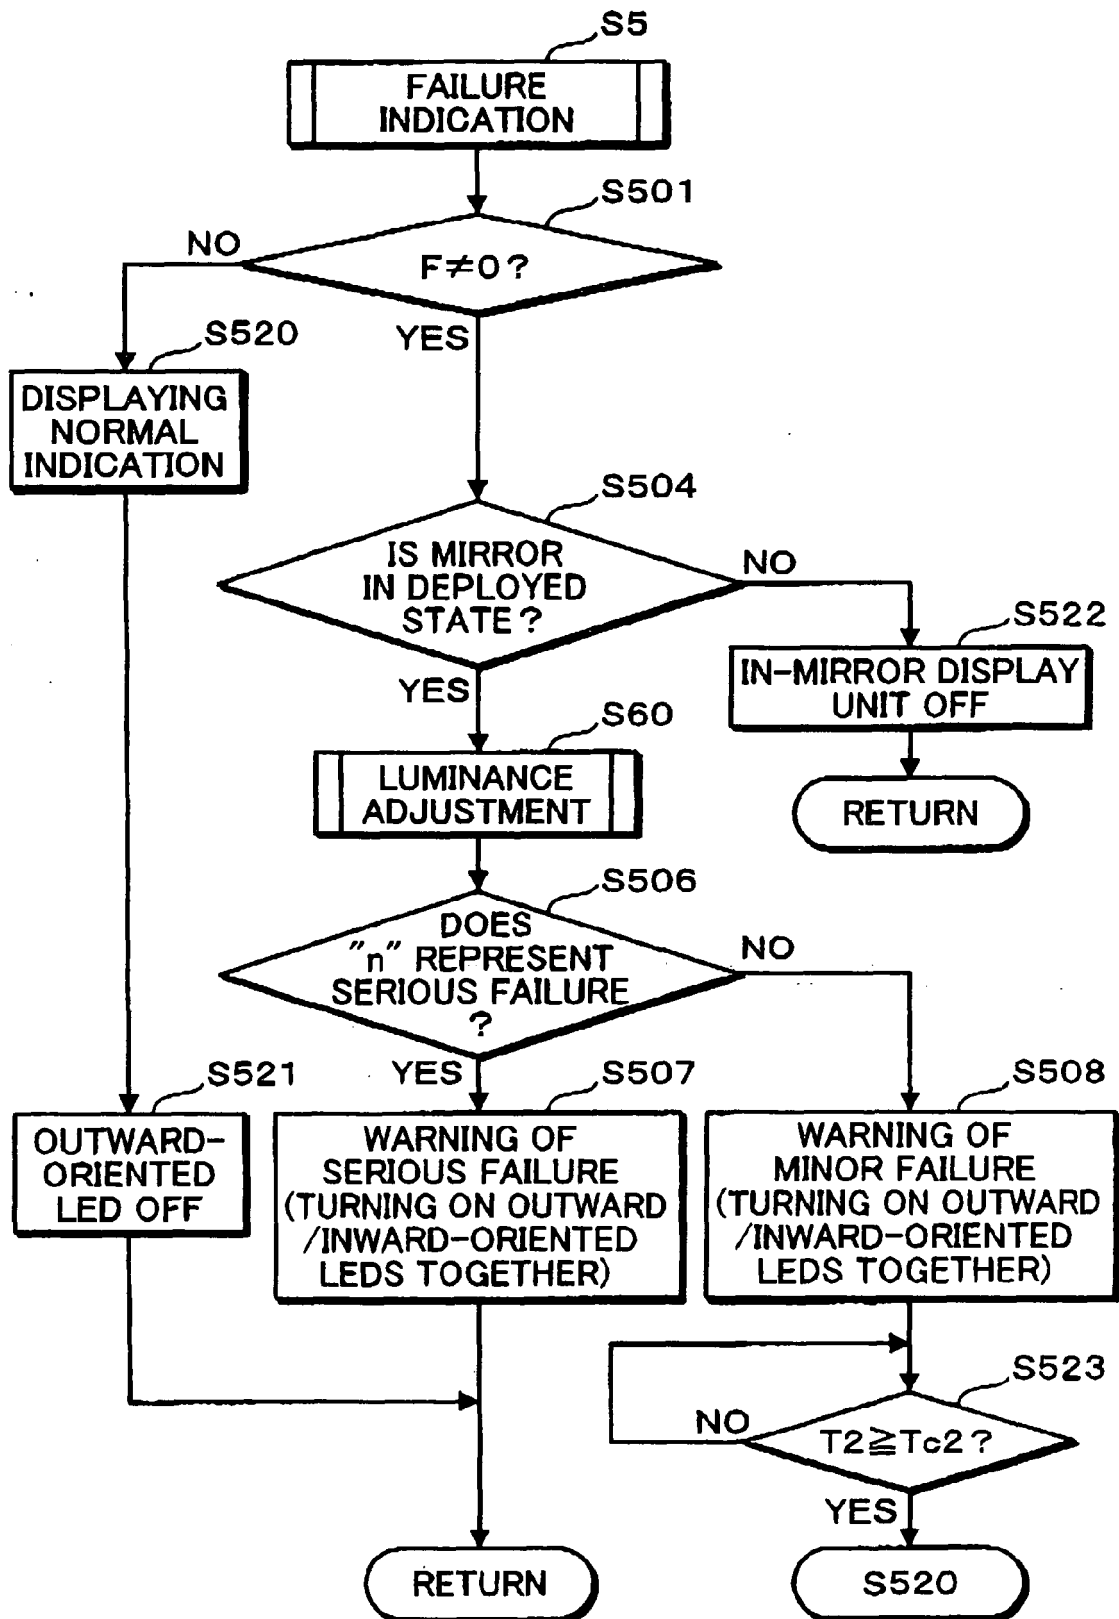 S5
FAILURE
INDICATION
S501
F≠0?
NO
YES
S520
DISPLAYING
NORMAL
INDICATION
S504
IS MIRROR
IN DEPLOYED
STATE?
NO
YES
S522
IN-MIRROR DISPLAY
UNIT OFF
RETURN
S60
LUMINANCE
ADJUSTMENT
S506
DOES
"n" REPRESENT
SERIOUS FAILURE
?
NO
YES
S521
OUTWARD-
ORIENTED
LED OFF
S507
WARNING OF
SERIOUS FAILURE
(TURNING ON OUTWARD
/INWARD-ORIENTED
LEDS TOGETHER)
S508
WARNING OF
MINOR FAILURE
(TURNING ON OUTWARD
/INWARD-ORIENTED
LEDS TOGETHER)
S523
T2≧Tc2?
NO
YES
RETURN
S520